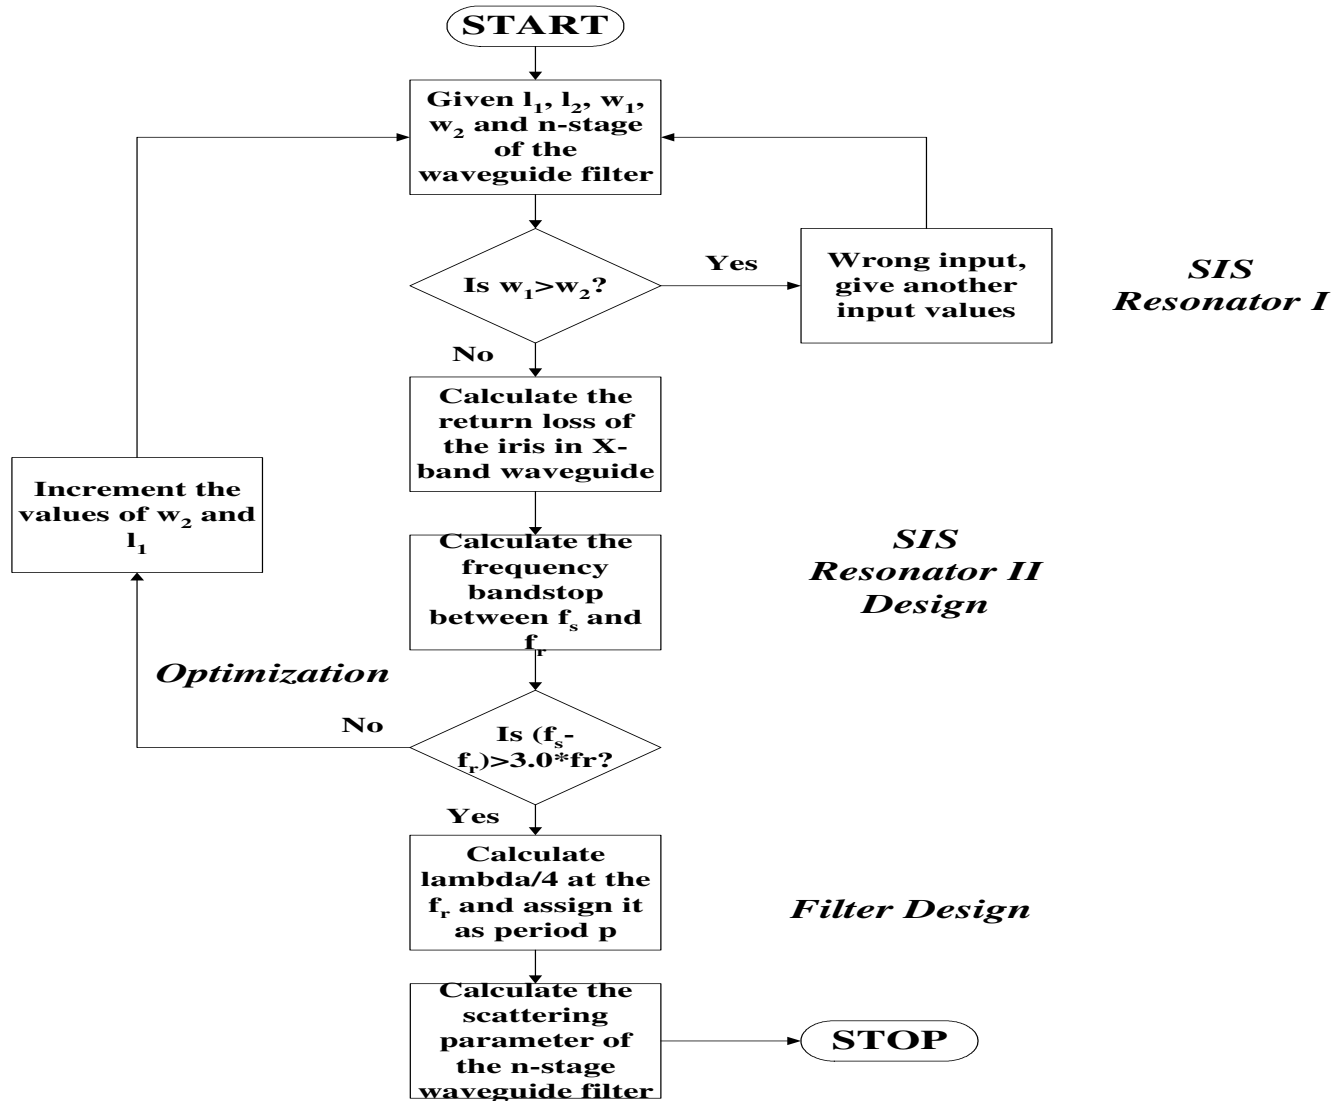 START
Given l₁, l₂, w₁,
w₂ and n-stage
of the
waveguide filter
Is w₁>w₂?
Yes
Wrong input,
give another
input values
SIS
Resonator I
No
Calculate the
return loss of
the iris in X-
band waveguide
Increment the
values of w₂ and
l₁
Calculate the
frequency
bandstop
between fₛ and
fᵣ
SIS
Resonator II
Design
Optimization
No
Is (fₛ-
fᵣ)>3.0*fr?
Yes
Calculate
lambda/4 at the
fᵣ and assign it
as period p
Filter Design
Calculate the
scattering
parameter of
the n-stage
waveguide filter
STOP